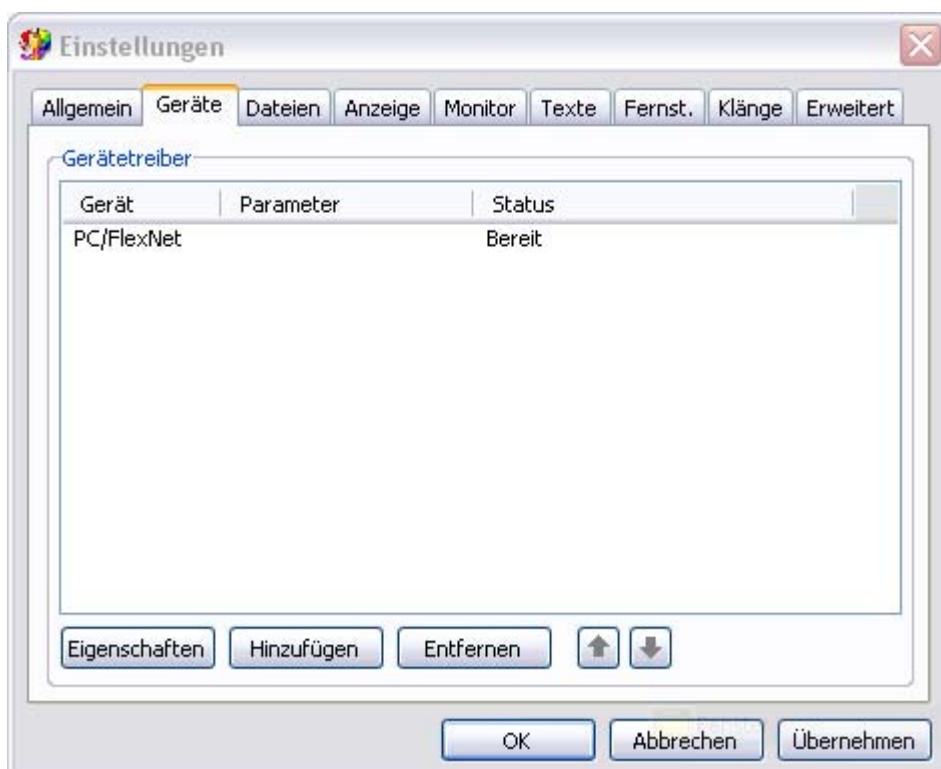 Einstellungen
Allgemein Geräte Dateien Anzeige Monitor Texte Fernst. Klänge Erweitert
Gerätetreiber
Gerät Parameter Status
PC/FlexNet Bereit
Eigenschaften Hinzufügen Entfernen
OK Abbrechen Übernehmen